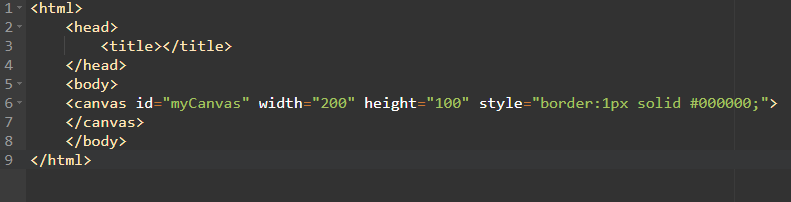 1 <html>
2 <head>
3 <title></title>
4 </head>
5 <body>
6 <canvas id="myCanvas" width="200" height="100" style="border:1px solid #000000;">
7 </canvas>
8 </body>
9 </html>